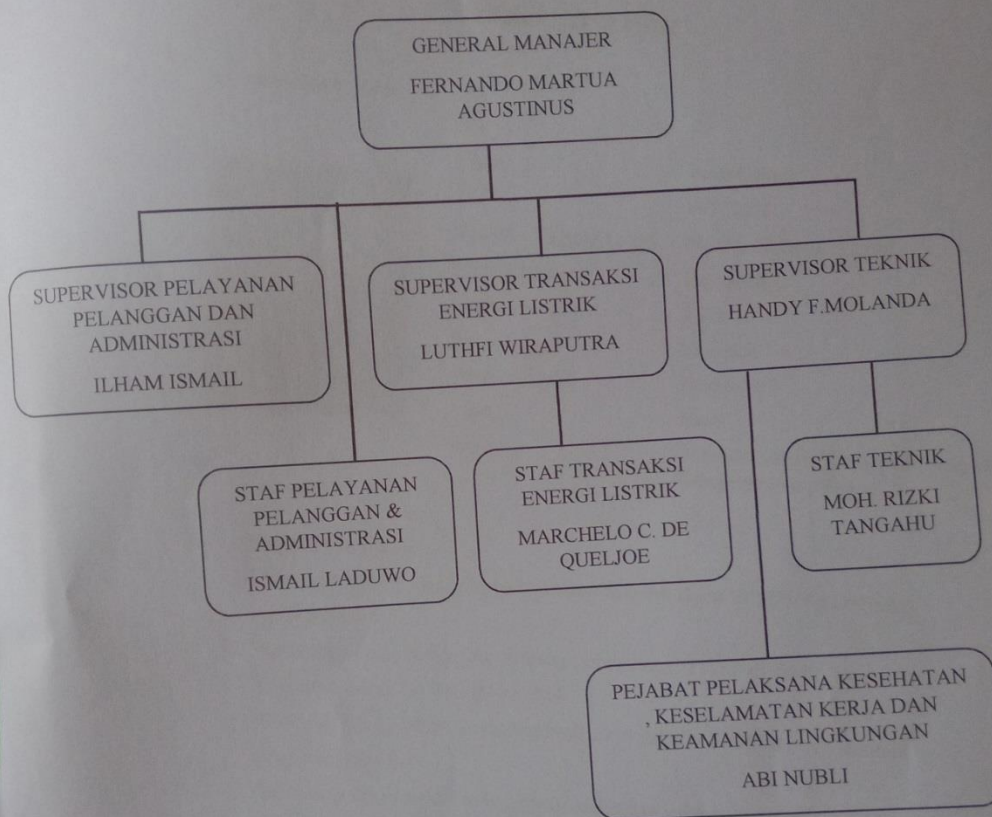 GENERAL MANAJER
FERNANDO MARTUA
AGUSTINUS
SUPERVISOR PELAYANAN
PELANGGAN DAN
ADMINISTRASI
ILHAM ISMAIL
SUPERVISOR TRANSAKSI
ENERGI LISTRIK
LUTHFI WIRAPUTRA
SUPERVISOR TEKNIK
HANDY F.MOLANDA
STAF PELAYANAN
PELANGGAN &
ADMINISTRASI
ISMAIL LADUWO
STAF TRANSAKSI
ENERGI LISTRIK
MARCHELO C. DE
QUELJOE
STAF TEKNIK
MOH. RIZKI
TANGAHU
PEJABAT PELAKSANA KESEHATAN
, KESELAMATAN KERJA DAN
KEAMANAN LINGKUNGAN
ABI NUBLI